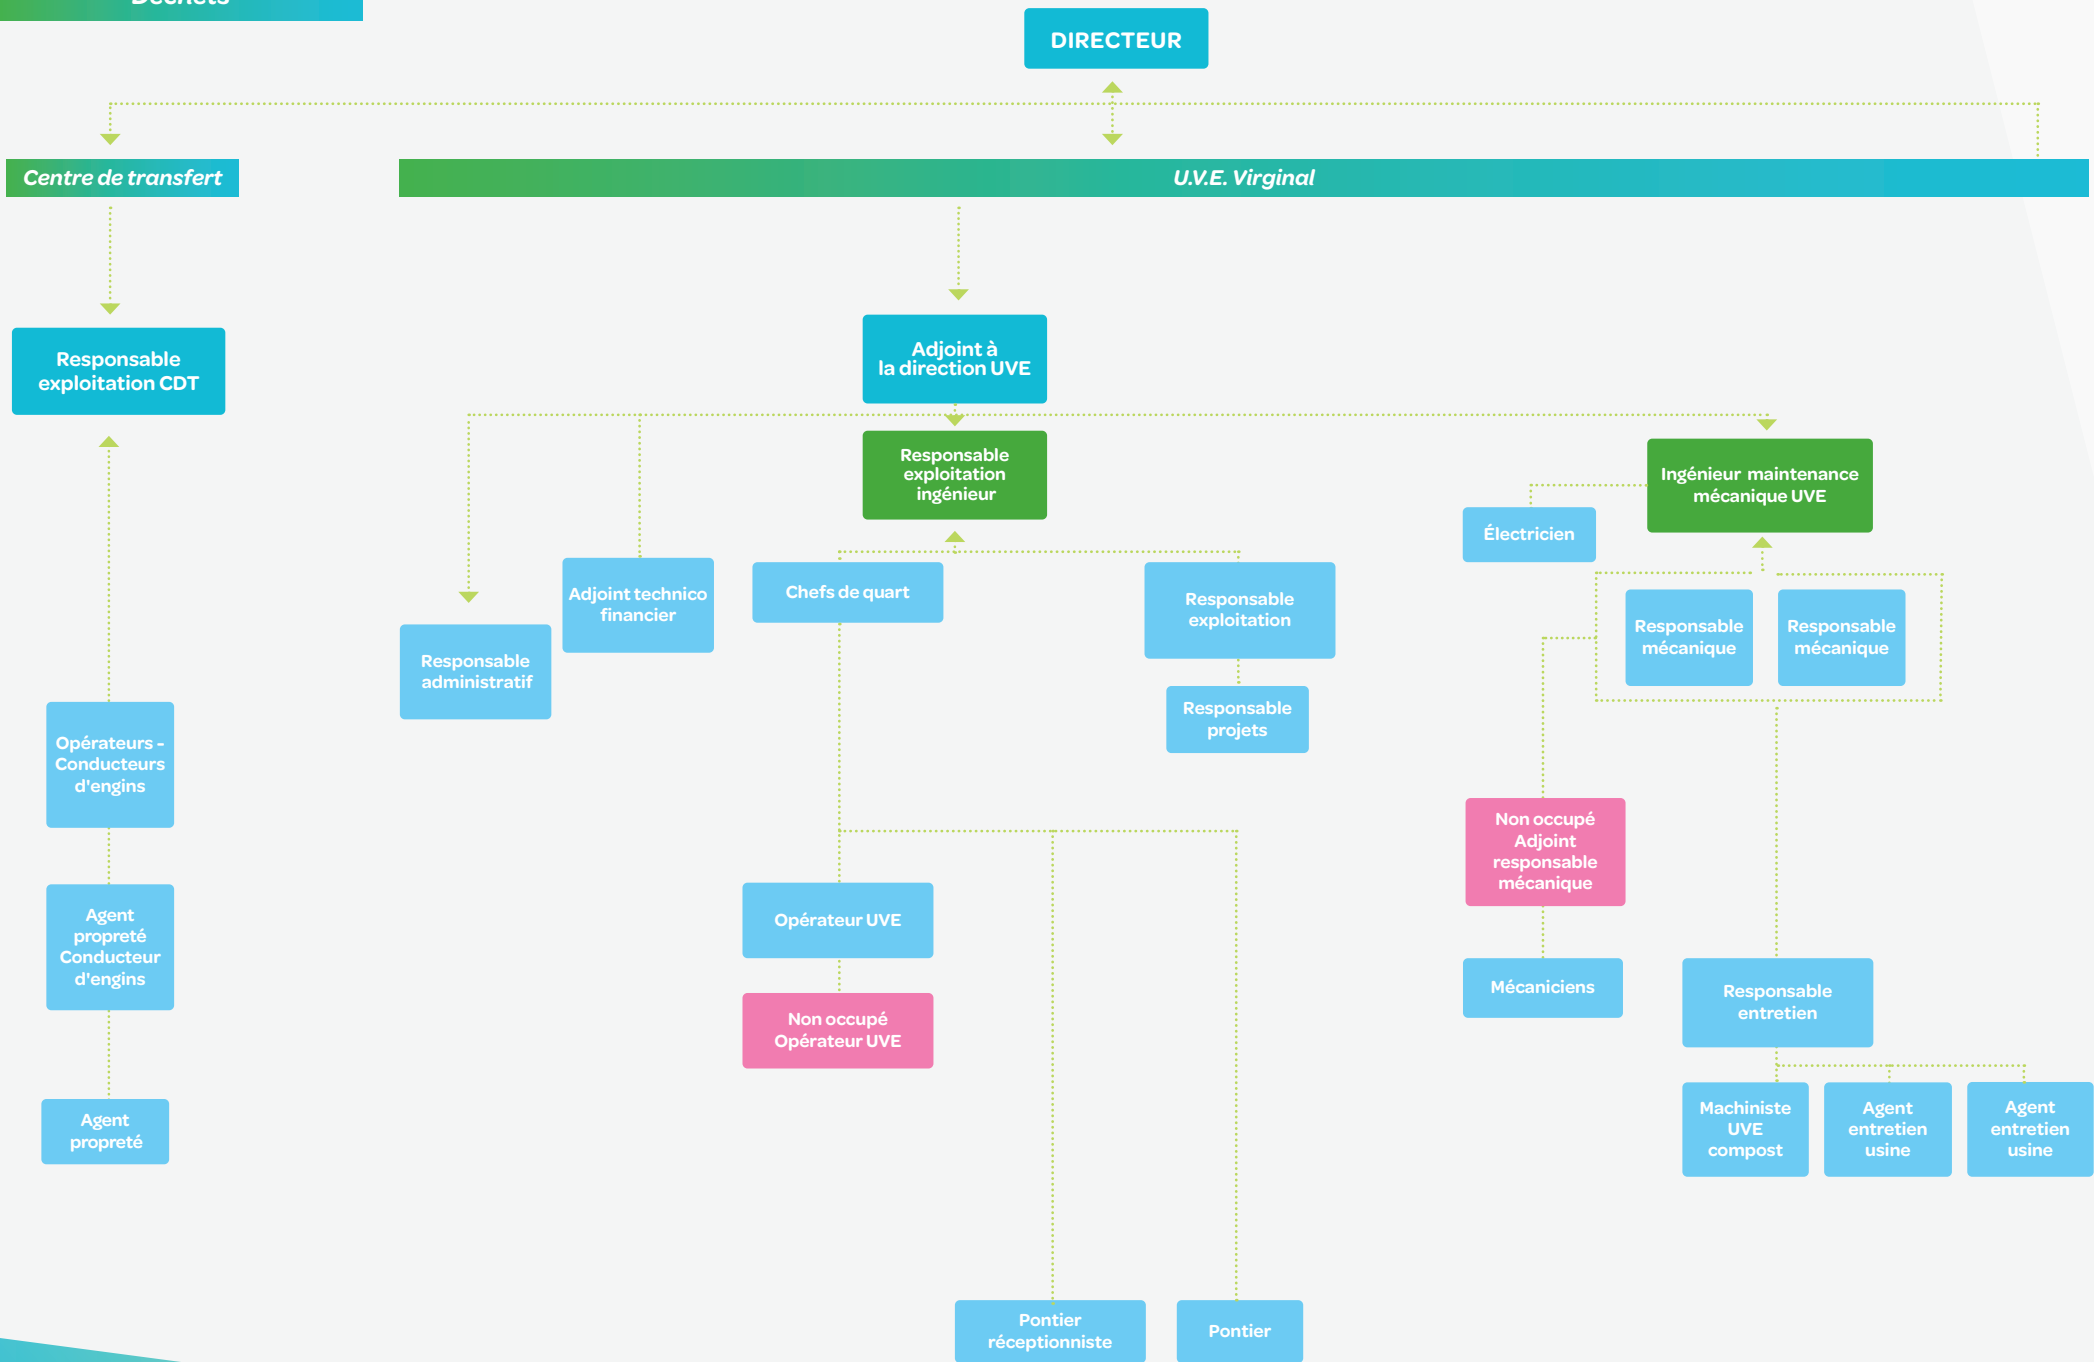 Déchets
DIRECTEUR
Centre de transfert
U.V.E. Virginal
Responsable
exploitation CDT
Adjoint à
la direction UVE
Responsable
exploitation
ingénieur
Ingénieur maintenance
mécanique UVE
Électricien
Adjoint technico
financier
Chefs de quart
Responsable
exploitation
Responsable
mécanique
Responsable
mécanique
Responsable
administratif
Responsable
projets
Opérateurs -
Conducteurs
d'engins
Non occupé
Adjoint
responsable
mécanique
Agent
propreté
Conducteur
d'engins
Opérateur UVE
Mécaniciens
Responsable
entretien
Non occupé
Opérateur UVE
Agent
propreté
Machiniste
UVE
compost
Agent
entretien
usine
Agent
entretien
usine
Pontier
réceptionniste
Pontier